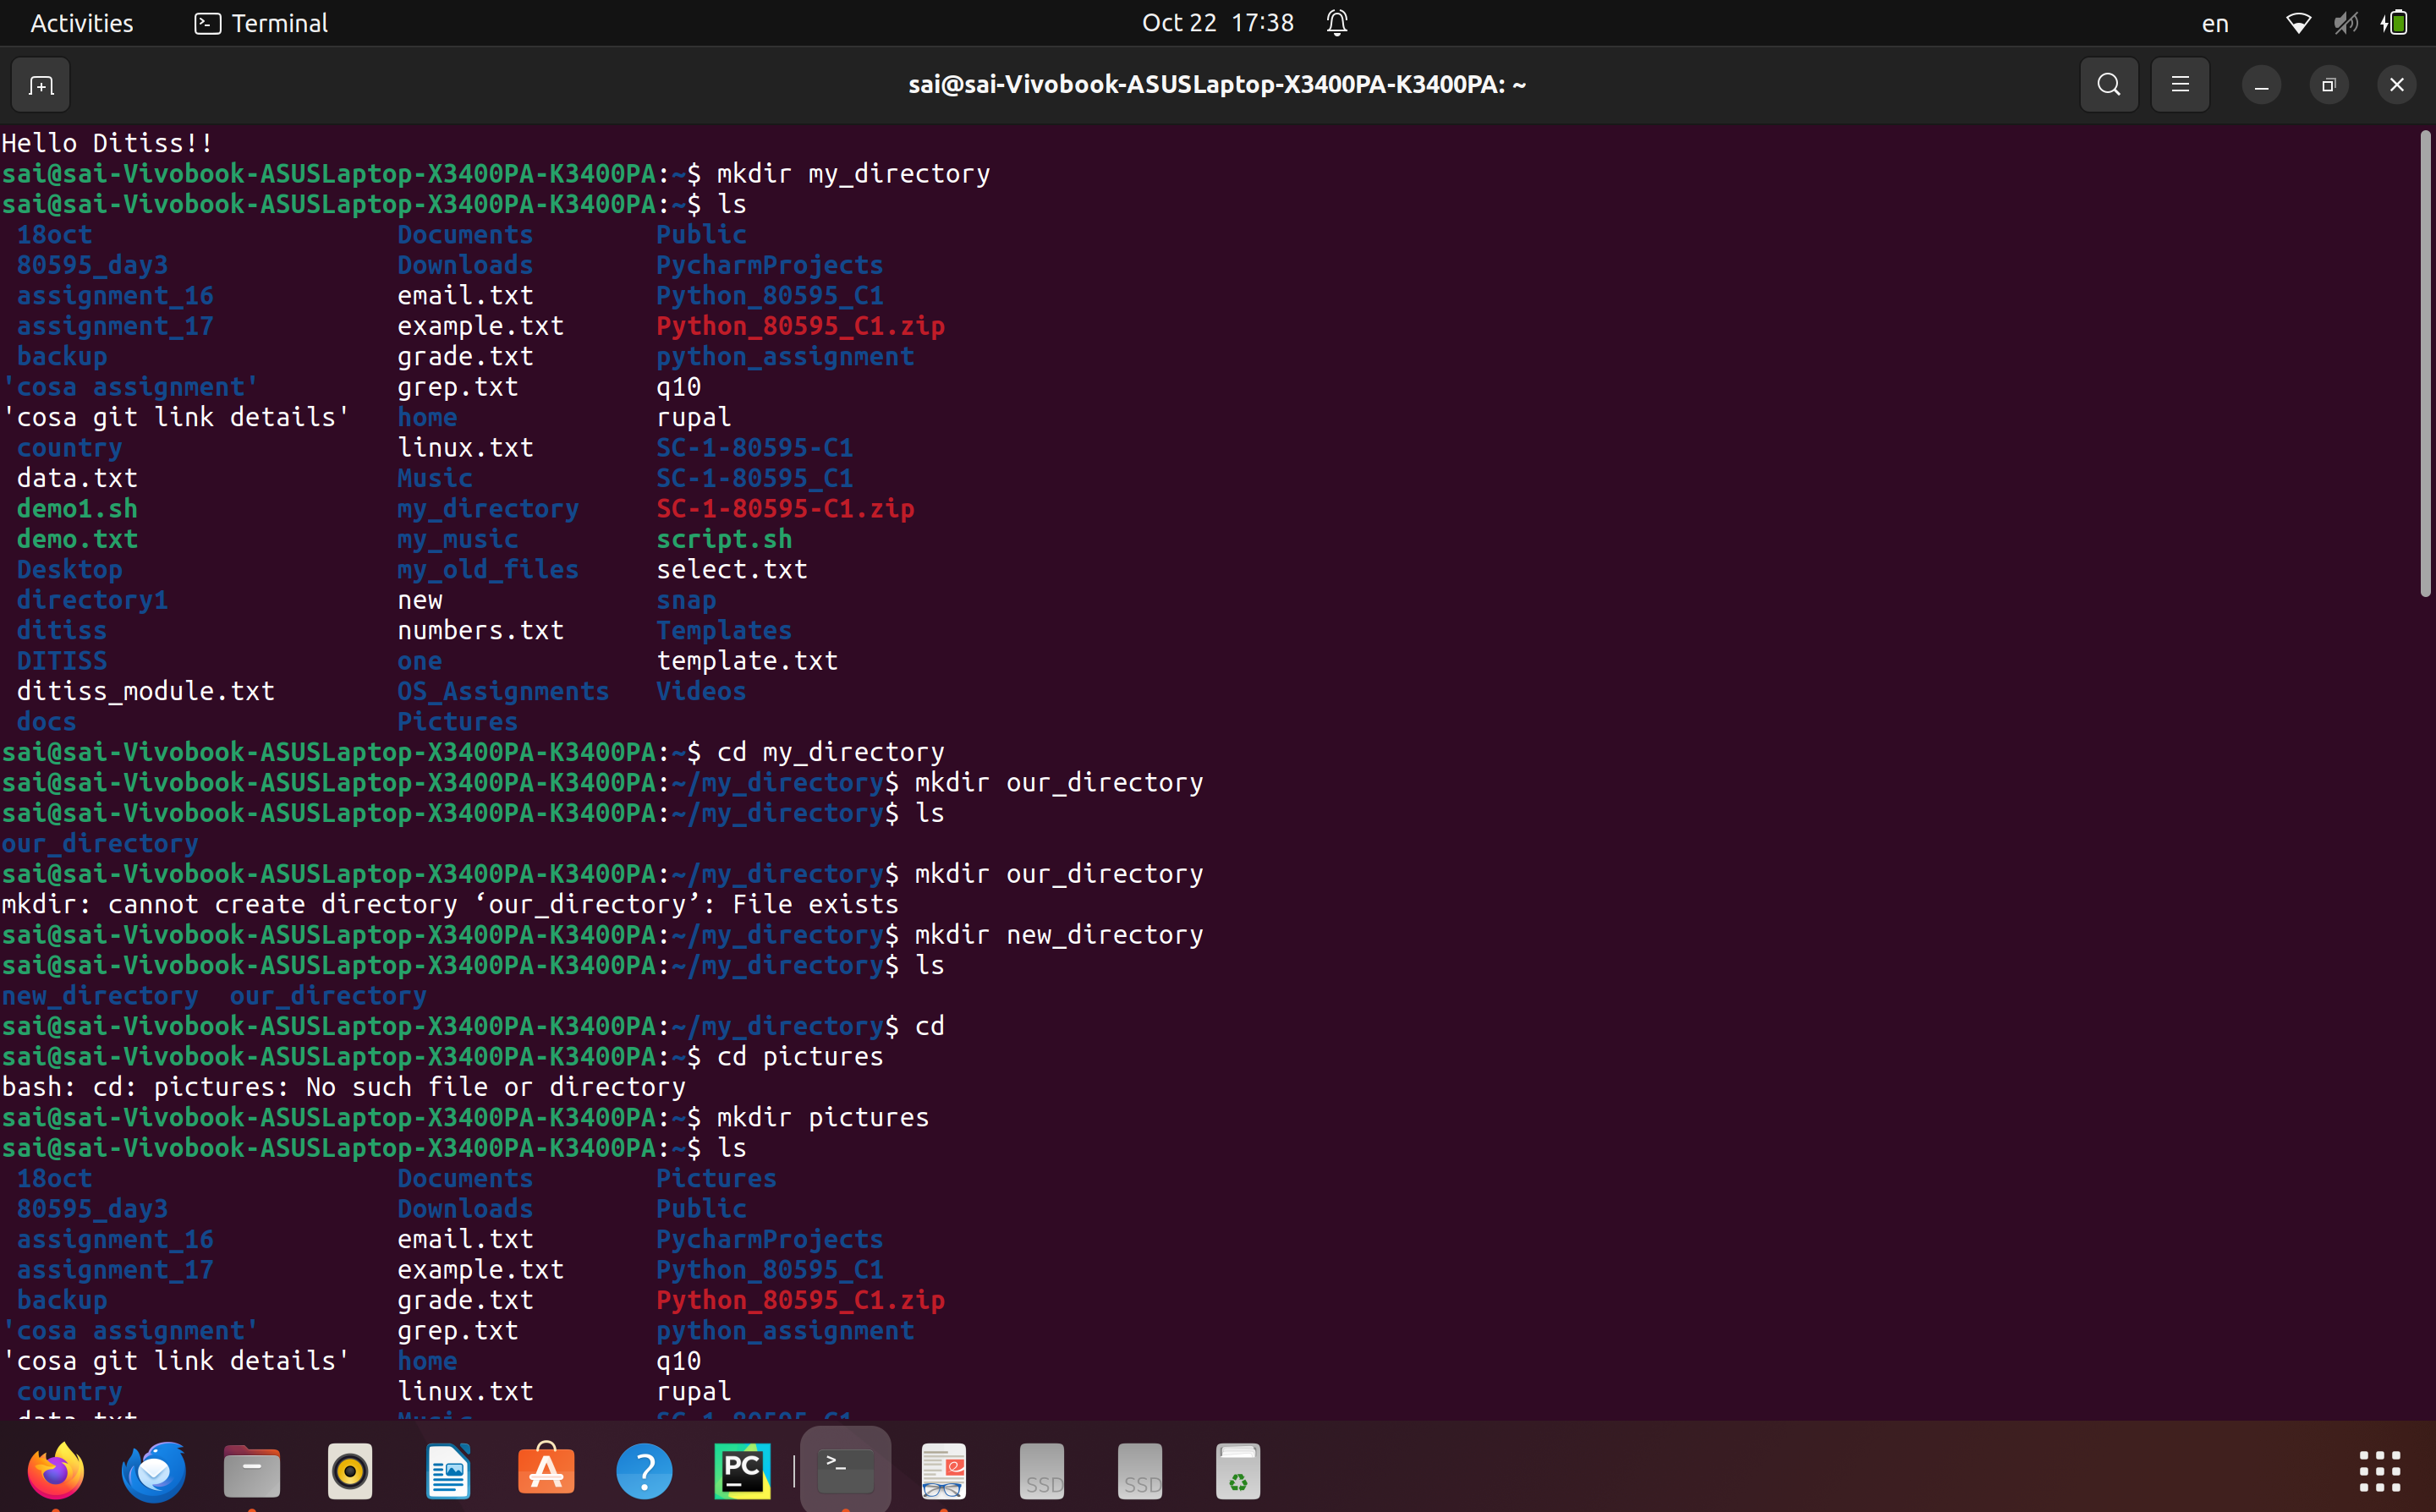 Activities Terminal Oct 22 17:38 en
sai@sai-Vivobook-ASUSLaptop-X3400PA-K3400PA: ~
Hello Ditiss!!
sai@sai-Vivobook-ASUSLaptop-X3400PA-K3400PA:~$ mkdir my_directory
sai@sai-Vivobook-ASUSLaptop-X3400PA-K3400PA:~$ ls
18oct Documents Public
80595_day3 Downloads PycharmProjects
assignment_16 email.txt Python_80595_C1
assignment_17 example.txt Python_80595_C1.zip
backup grade.txt python_assignment
'cosa assignment' grep.txt q10
'cosa git link details' home rupal
country linux.txt SC-1-80595-C1
data.txt Music SC-1-80595_C1
demo1.sh my_directory SC-1-80595-C1.zip
demo.txt my_music script.sh
Desktop my_old_files select.txt
directory1 new snap
ditiss numbers.txt Templates
DITISS one template.txt
ditiss_module.txt OS_Assignments Videos
docs Pictures
sai@sai-Vivobook-ASUSLaptop-X3400PA-K3400PA:~$ cd my_directory
sai@sai-Vivobook-ASUSLaptop-X3400PA-K3400PA:~/my_directory$ mkdir our_directory
sai@sai-Vivobook-ASUSLaptop-X3400PA-K3400PA:~/my_directory$ ls
our_directory
sai@sai-Vivobook-ASUSLaptop-X3400PA-K3400PA:~/my_directory$ mkdir our_directory
mkdir: cannot create directory ‘our_directory’: File exists
sai@sai-Vivobook-ASUSLaptop-X3400PA-K3400PA:~/my_directory$ mkdir new_directory
sai@sai-Vivobook-ASUSLaptop-X3400PA-K3400PA:~/my_directory$ ls
new_directory our_directory
sai@sai-Vivobook-ASUSLaptop-X3400PA-K3400PA:~/my_directory$ cd
sai@sai-Vivobook-ASUSLaptop-X3400PA-K3400PA:~$ cd pictures
bash: cd: pictures: No such file or directory
sai@sai-Vivobook-ASUSLaptop-X3400PA-K3400PA:~$ mkdir pictures
sai@sai-Vivobook-ASUSLaptop-X3400PA-K3400PA:~$ ls
18oct Documents Pictures
80595_day3 Downloads Public
assignment_16 email.txt PycharmProjects
assignment_17 example.txt Python_80595_C1
backup grade.txt Python_80595_C1.zip
'cosa assignment' grep.txt python_assignment
'cosa git link details' home q10
country linux.txt rupal
data.txt Music SC-1-80595-C1
PC >_ SSD SSD